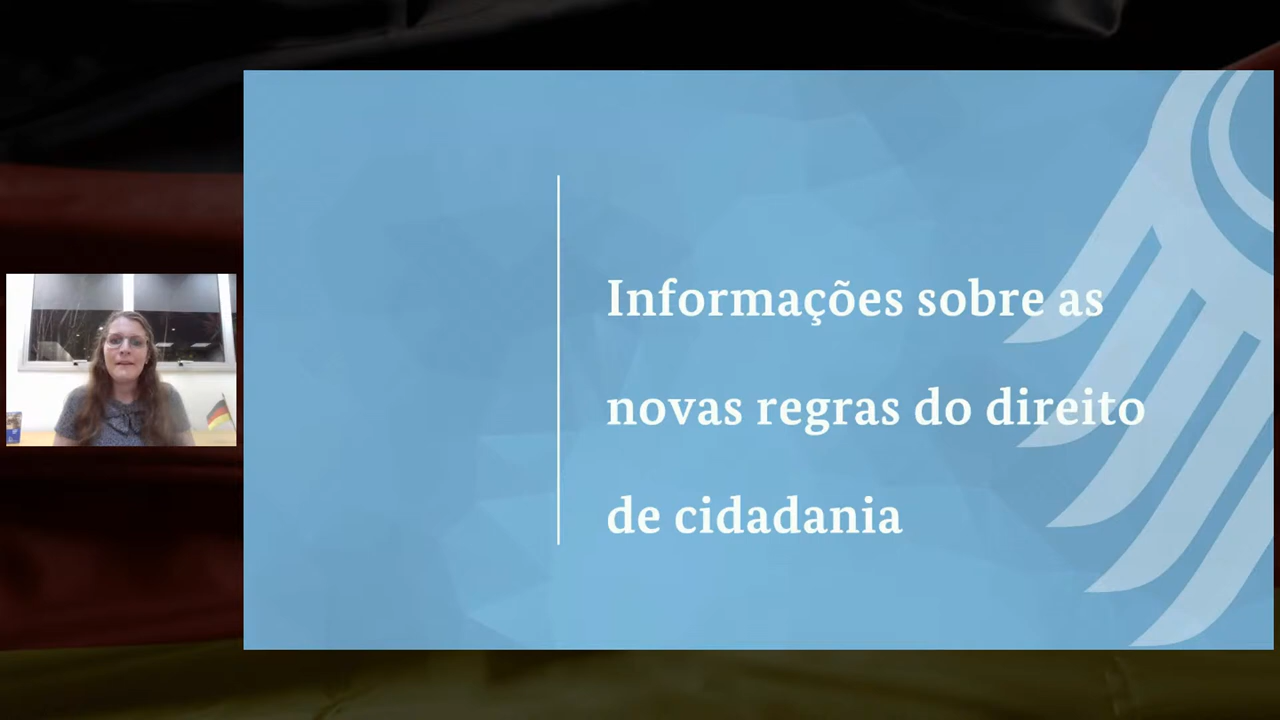 Informações sobre as
novas regras do direito
de cidadania